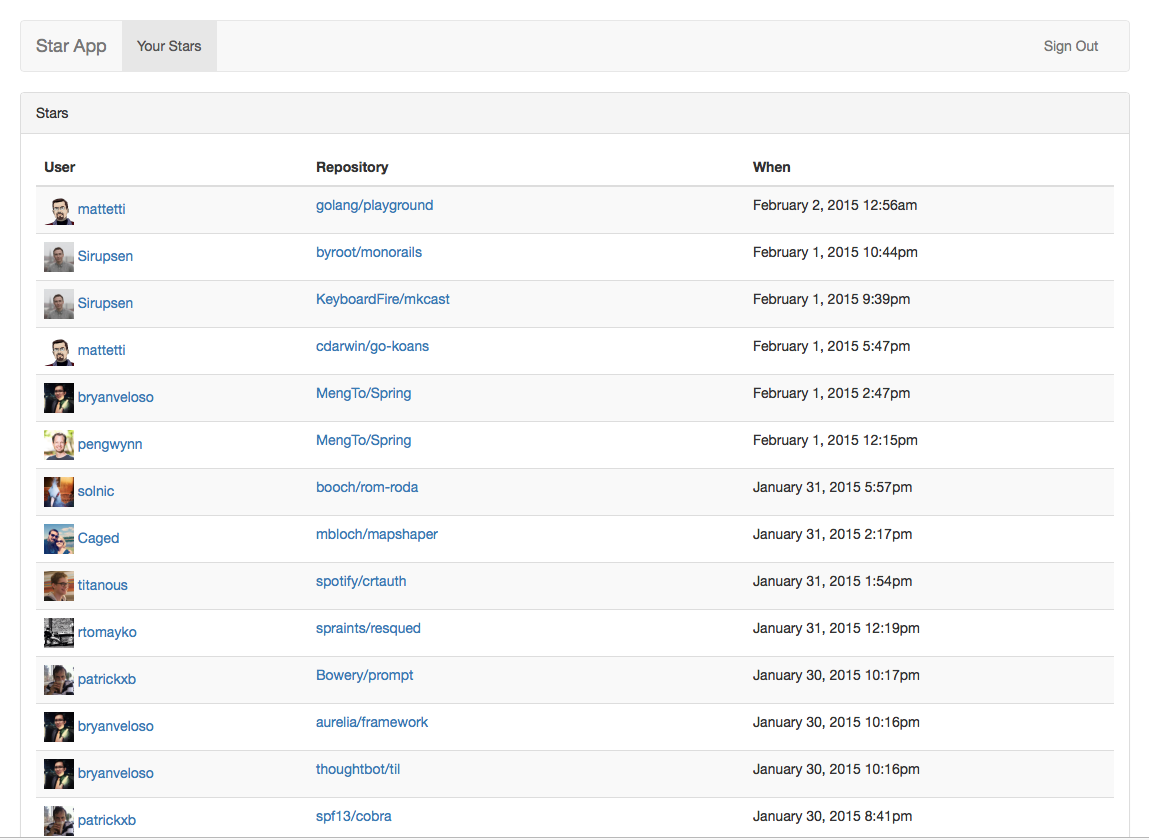 Star App Your Stars Sign Out
Stars
User Repository When
mattetti golang/playground February 2, 2015 12:56am
Sirupsen byroot/monorails February 1, 2015 10:44pm
Sirupsen KeyboardFire/mkcast February 1, 2015 9:39pm
mattetti cdarwin/go-koans February 1, 2015 5:47pm
bryanveloso MengTo/Spring February 1, 2015 2:47pm
pengwynn MengTo/Spring February 1, 2015 12:15pm
solnic booch/rom-roda January 31, 2015 5:57pm
Caged mbloch/mapshaper January 31, 2015 2:17pm
titanous spotify/crtauth January 31, 2015 1:54pm
rtomayko spraints/resqued January 31, 2015 12:19pm
patrickxb Bowery/prompt January 30, 2015 10:17pm
bryanveloso aurelia/framework January 30, 2015 10:16pm
bryanveloso thoughtbot/til January 30, 2015 10:16pm
patrickxb spf13/cobra January 30, 2015 8:41pm